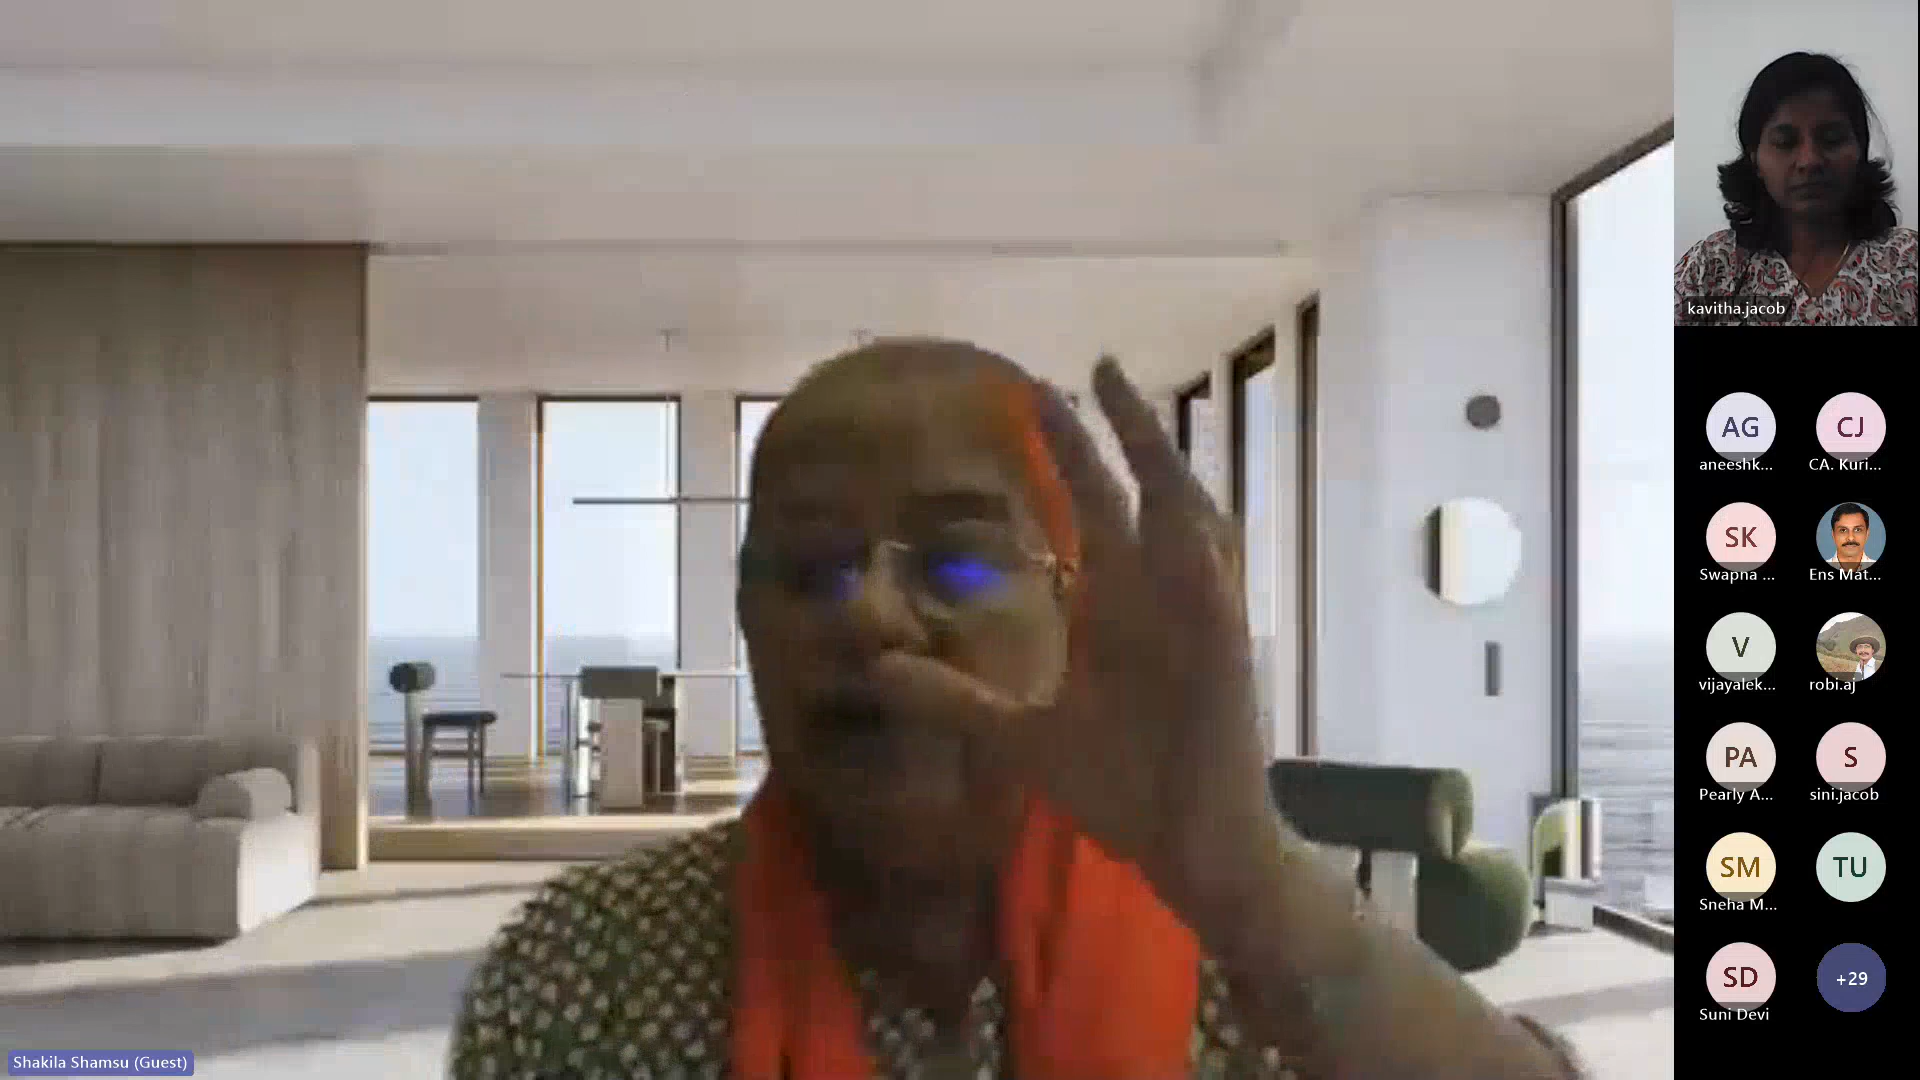 kavitha.jacob
AG
CJ
aneeshk...
CA. Kuri...
SK
Swapna ...
Ens Mat...
V
vijayalek...
robi.aj
PA
S
Pearly A...
sini.jacob
SM
TU
Sneha M...
SD
+29
Suni Devi
Shakila Shamsu (Guest)